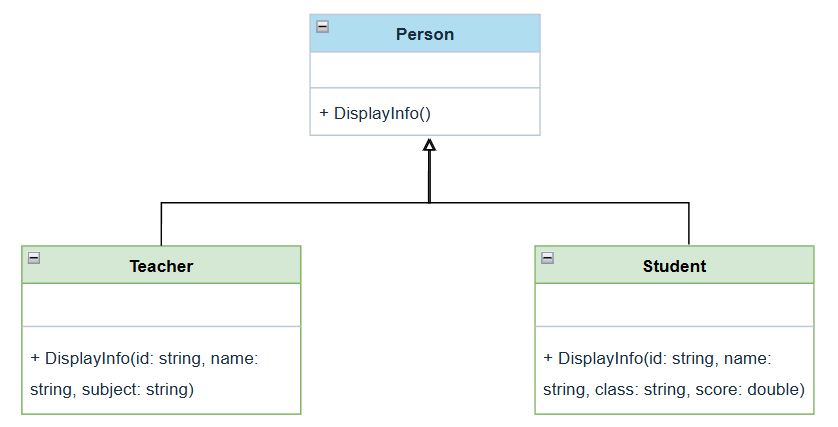 Person
+ DisplayInfo()
Teacher
+ DisplayInfo(id: string, name:
string, subject: string)
Student
+ DisplayInfo(id: string, name:
string, class: string, score: double)